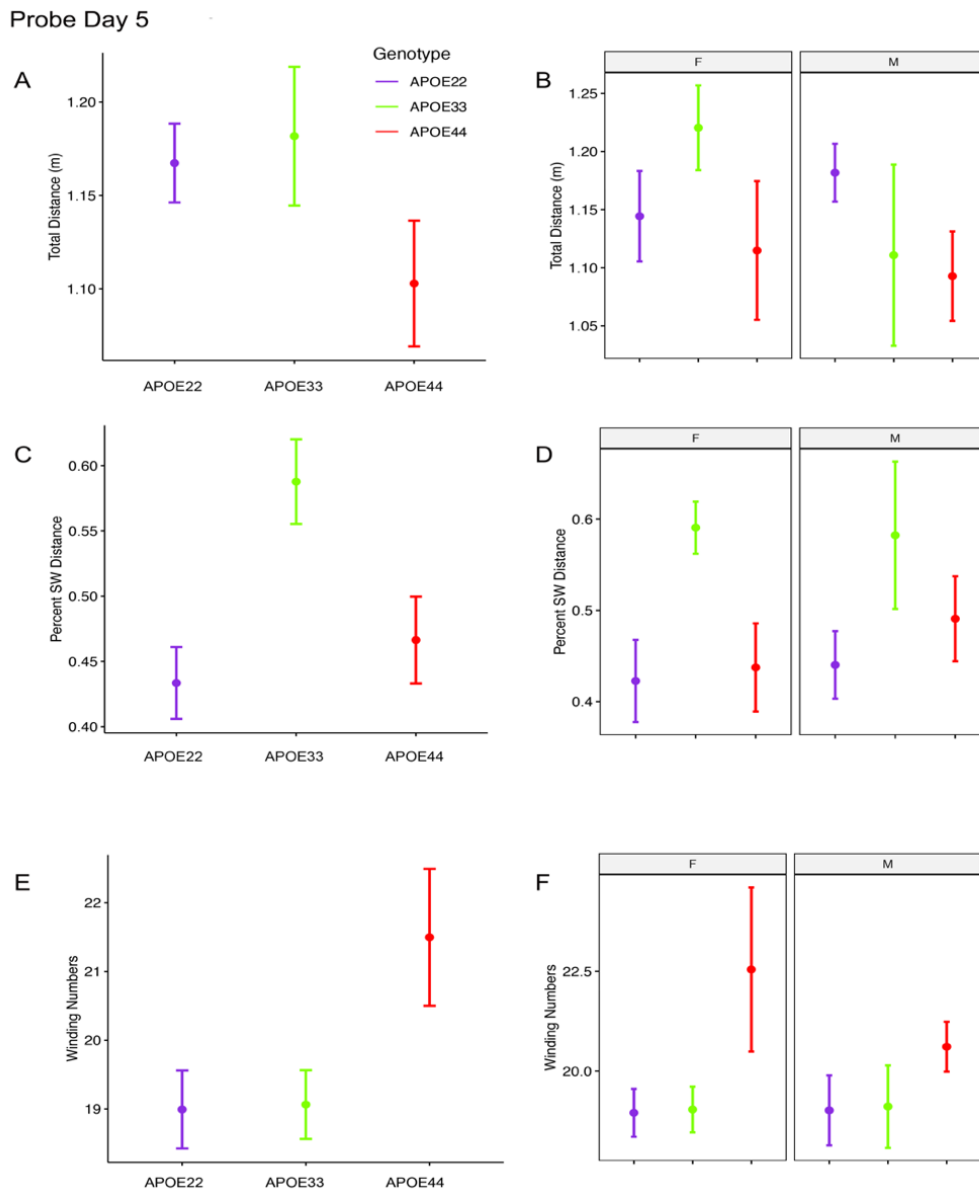 Probe Day 5
A
Genotype
APOE22
APOE33
APOE44
Total Distance (m)
1.20
1.15
1.10
APOE22 APOE33 APOE44
B
F M
Total Distance (m)
1.25
1.20
1.15
1.10
1.05
C
Percent SW Distance
0.60
0.55
0.50
0.45
0.40
APOE22 APOE33 APOE44
D
F M
Percent SW Distance
0.6
0.5
0.4
E
Winding Numbers
22
21
20
19
APOE22 APOE33 APOE44
F
F M
Winding Numbers
22.5
20.0